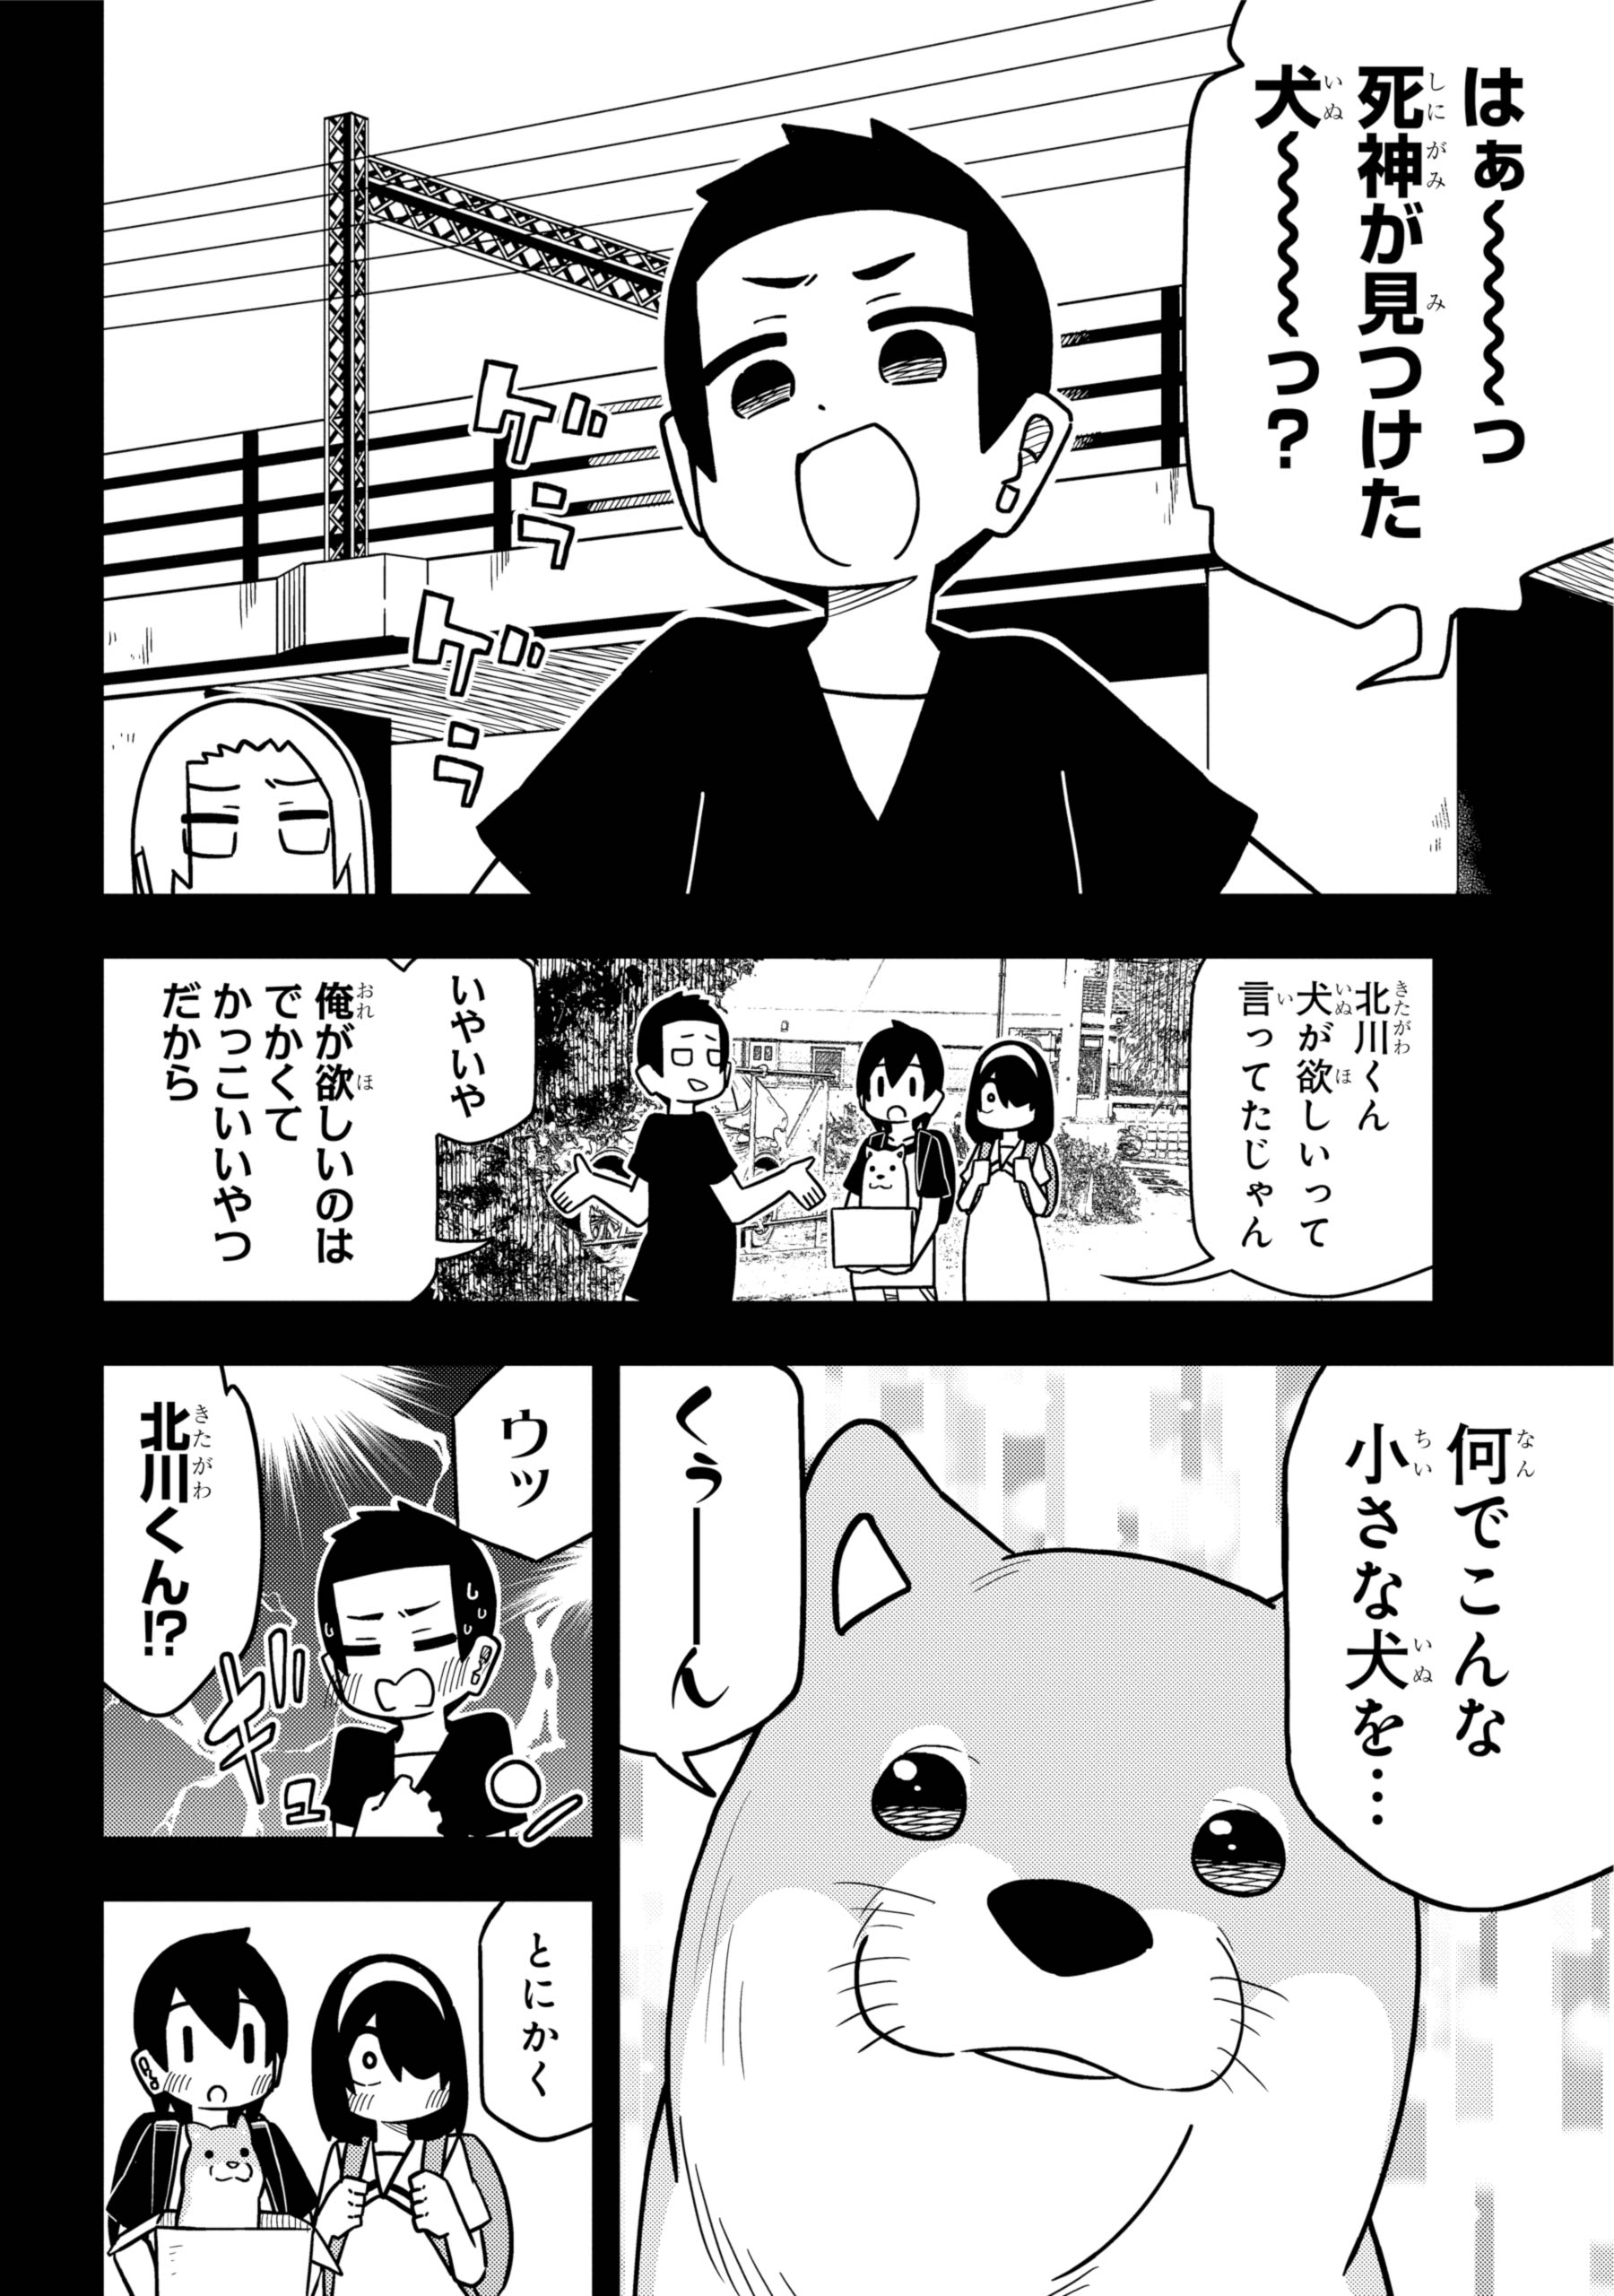 はぁ〜〜〜〜っ
死神が見つけた
犬〜〜〜〜っ?
ゲラ
ゲラ
北川くん
犬が欲しいって
言ってたじゃん
いやいや
俺が欲しいのは
でかくて
かっこいいやつ
だから
何でこんな
小さな犬を…
くぅーーん
ウッ
ギュッ
北川くん!?
とにかく